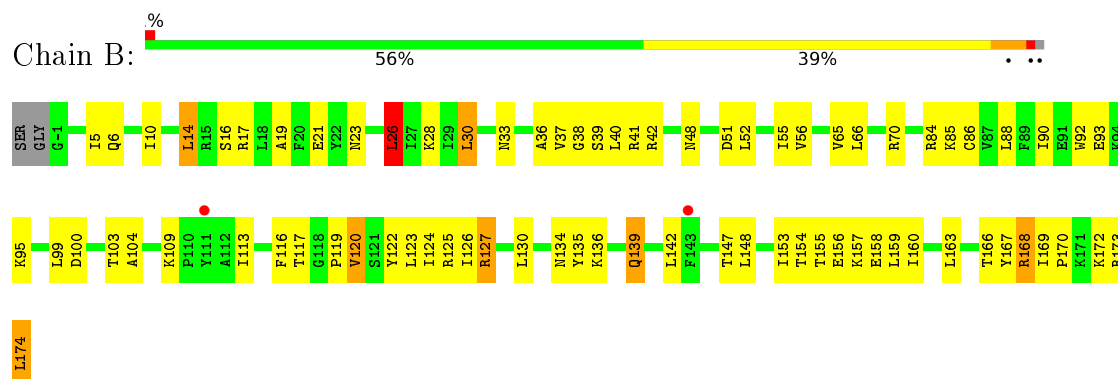 %
Chain B:
56% 39% • ••
SER GLY G-1 I5 Q6 I10 L14 R15 S16 R17 L18 A19 F20 E21 Y22 N23 L26 I27 K28 I29 L30 N33 A36 V37 G38 S39 L40 R41 R42 N48 D51 L52 I55 V56 V65 L66 R70 R84 K85 C86 V87 L88 F89 I90 E91 W92 E93 K94
K95 L99 D100 T103 A104 K109 P110 Y111 A112 I113 F116 T117 G118 P119 V120 S121 Y122 L123 I124 R125 I126 R127 L130 N134 Y135 K136 Q139 L142 F143 T147 L148 I153 T154 T155 E156 K157 E158 L159 I160 L163 T166 Y167 R168 I169 P170 K171 K172 R173
L174